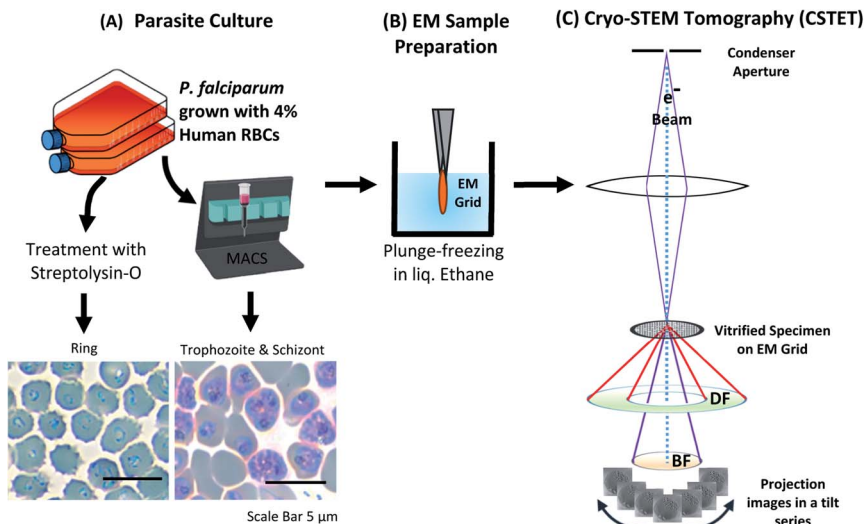 (A) Parasite Culture
P. falciparum
grown with 4%
Human RBCs
Treatment with
Streptolysin-O
MACS
Ring
Trophozoite & Schizont
Scale Bar 5 µm
(B) EM Sample
Preparation
EM
Grid
Plunge-freezing
in liq. Ethane
(C) Cryo-STEM Tomography (CSTET)
Condenser
Aperture
e-
Beam
Vitrified Specimen
on EM Grid
DF
BF
Projection
images in a tilt
series